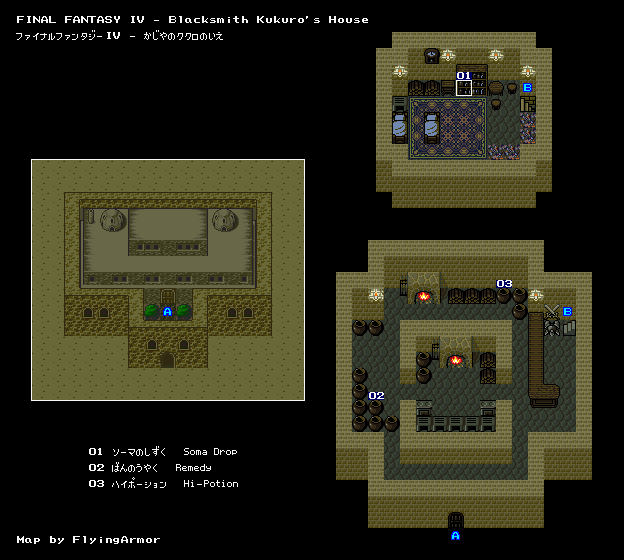 FINAL FANTASY IV - Blacksmith Kukuro's House
ファイナルファンタジーIV - かじやのククロのいえ
01
B
A
03
B
02
01 ソーマのしずく Soma Drop
02 ばんのうやく Remedy
03 ハイポーション Hi-Potion
Map by FlyingArmor
A